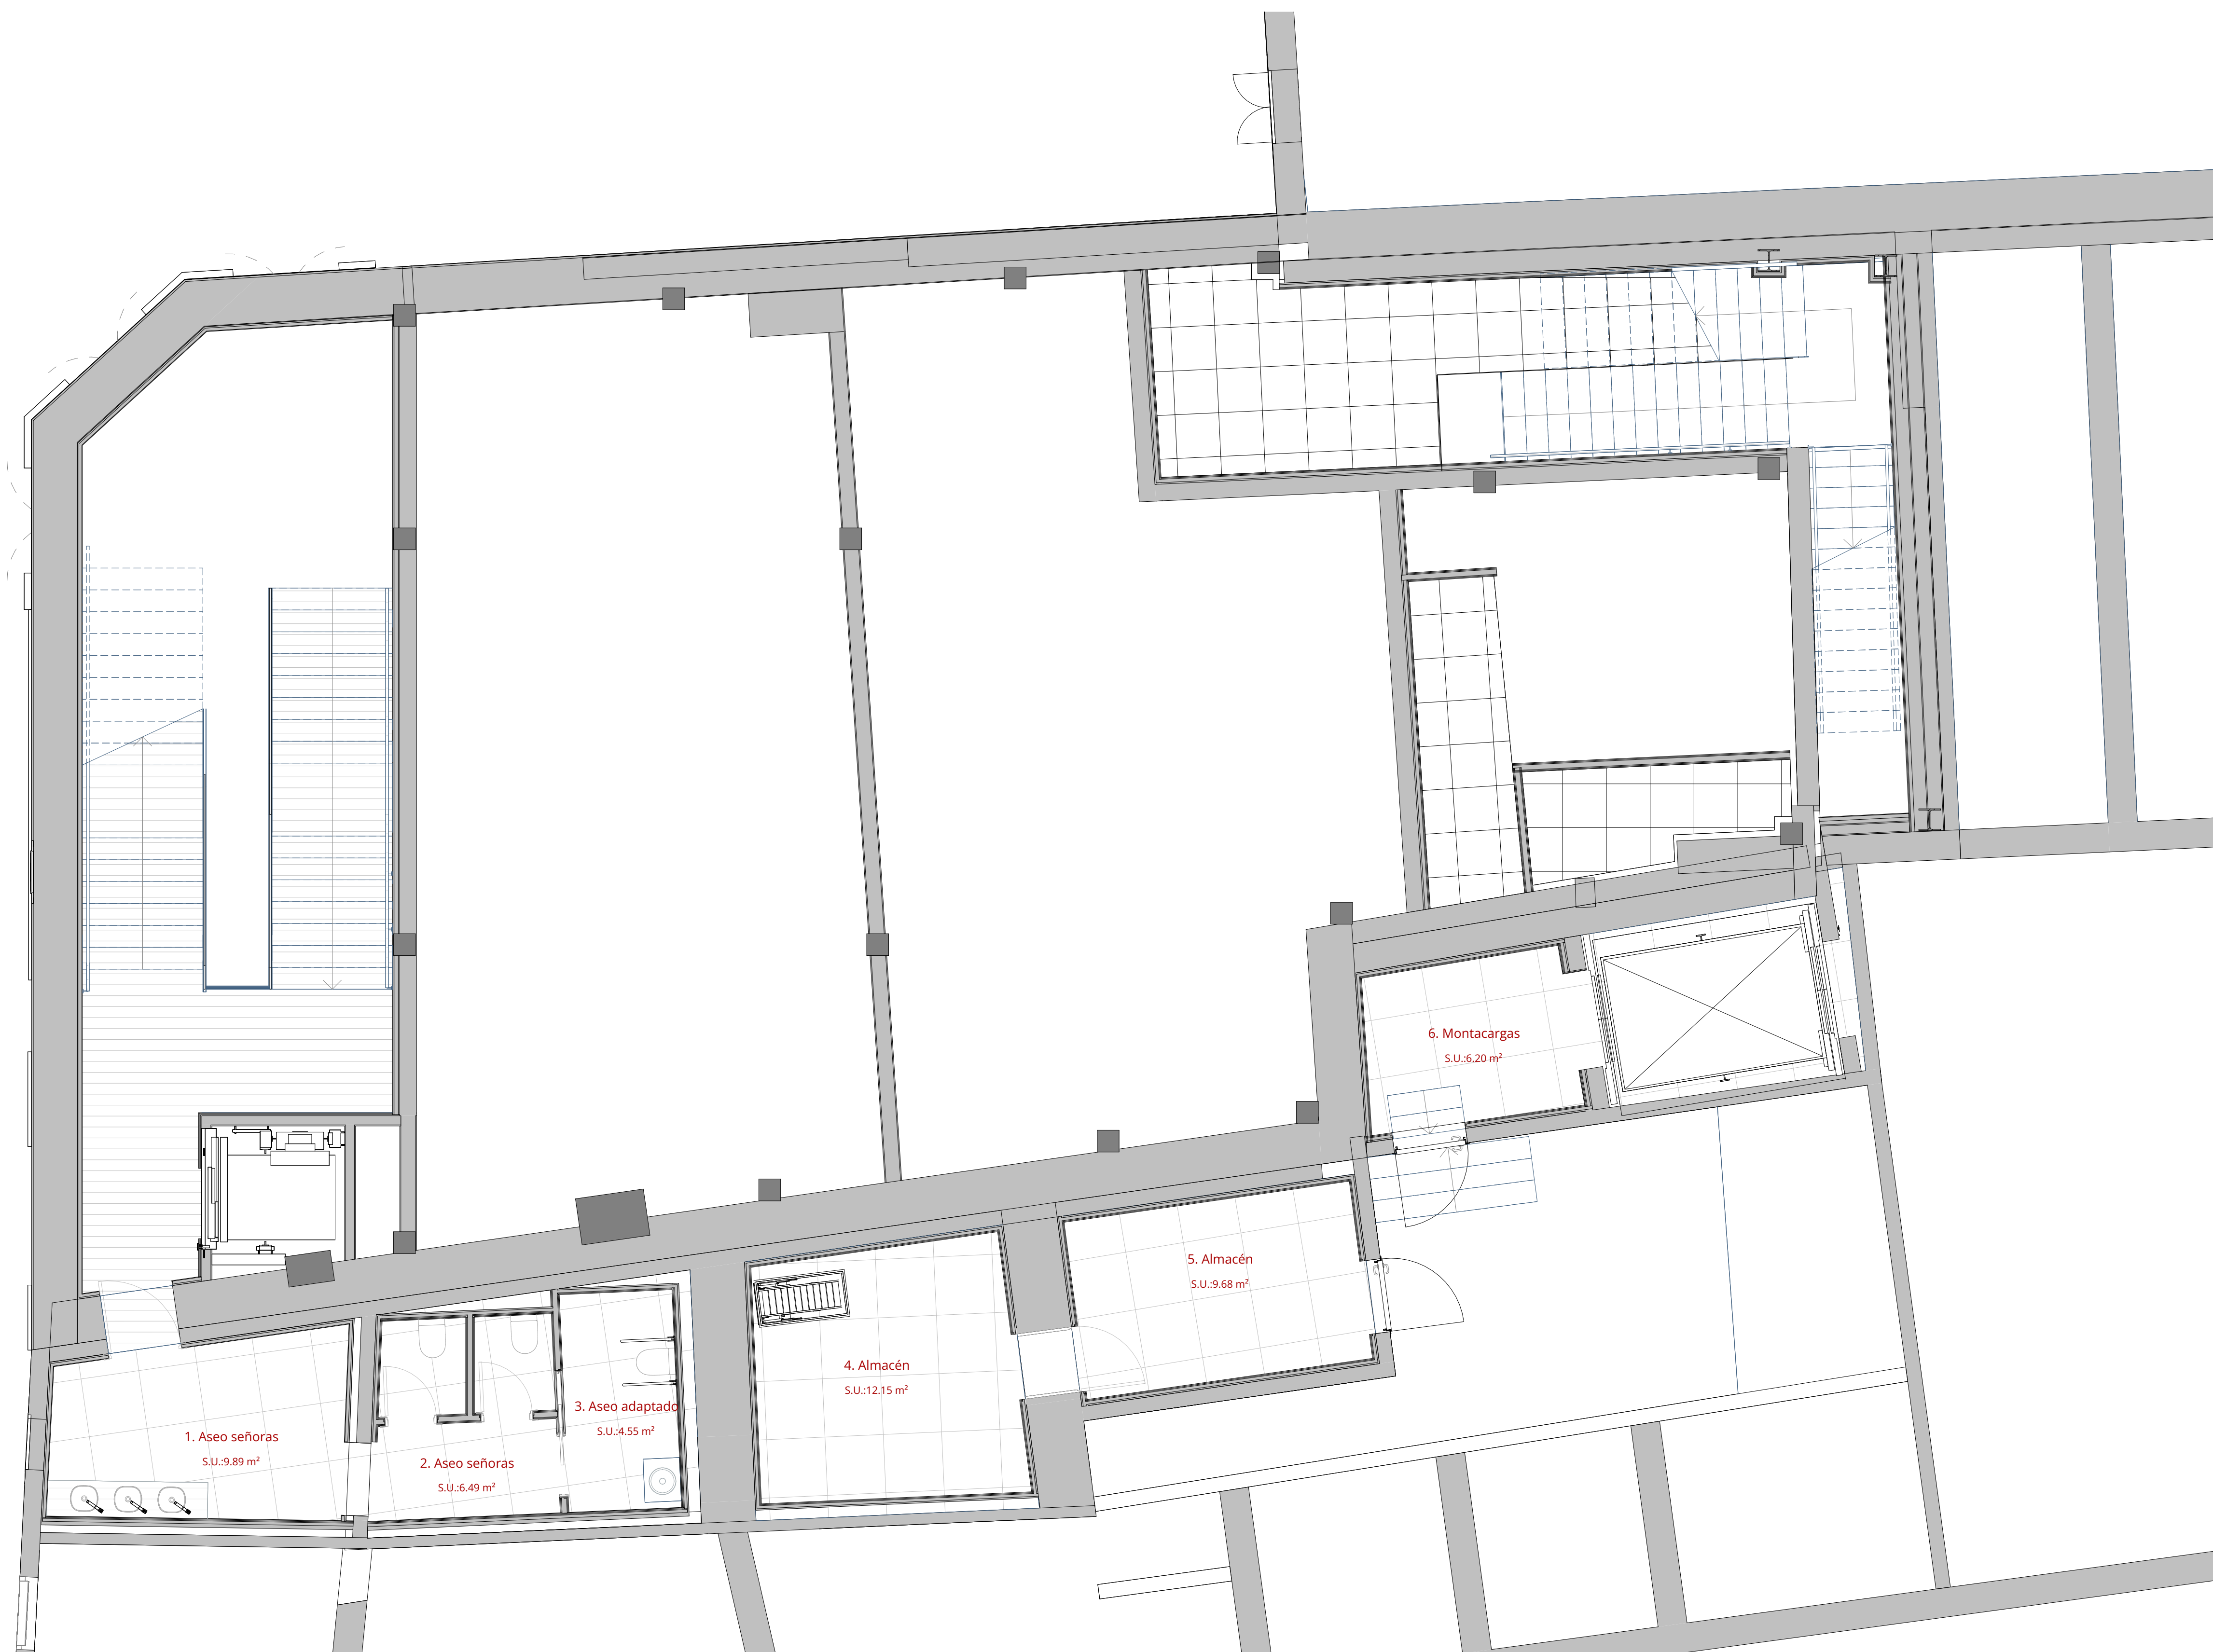 6. Montacargas
S.U.:6.20 m²
5. Almacén
S.U.:9.68 m²
4. Almacén
S.U.:12.15 m²
3. Aseo adaptado
S.U.:4.55 m²
1. Aseo señoras
S.U.:9.89 m²
2. Aseo señoras
S.U.:6.49 m²